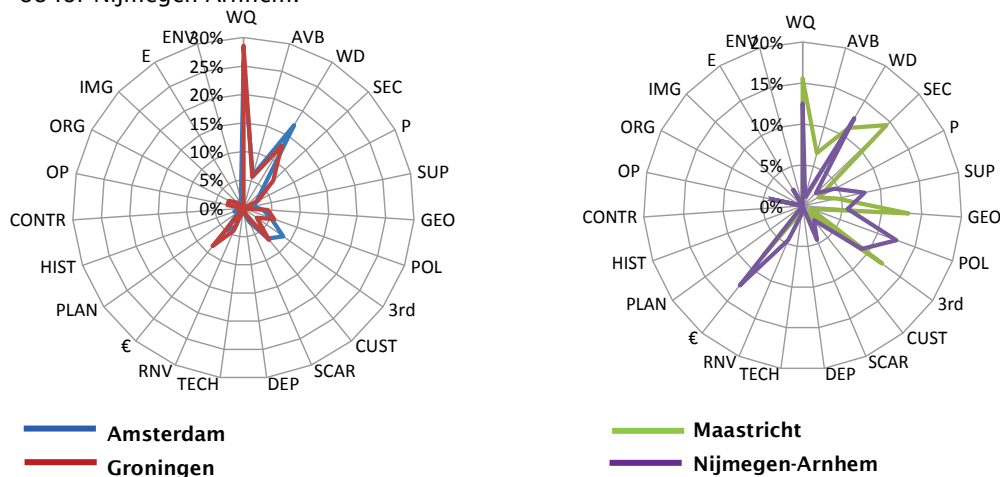 WQ
AVB
WD
SEC
P
SUP
GEO
POL
3rd
CUST
SCAR
DEP
TECH
RNV
€
PLAN
HIST
CONTR
OP
ORG
IMG
E
ENV
30%
25%
20%
15%
10%
5%
0%
Amsterdam
Groningen
WQ
AVB
WD
SEC
P
SUP
GEO
POL
3rd
CUST
SCAR
DEP
TECH
RNV
€
PLAN
HIST
CONTR
OP
ORG
IMG
E
ENV
20%
15%
10%
5%
0%
Maastricht
Nijmegen-Arnhem